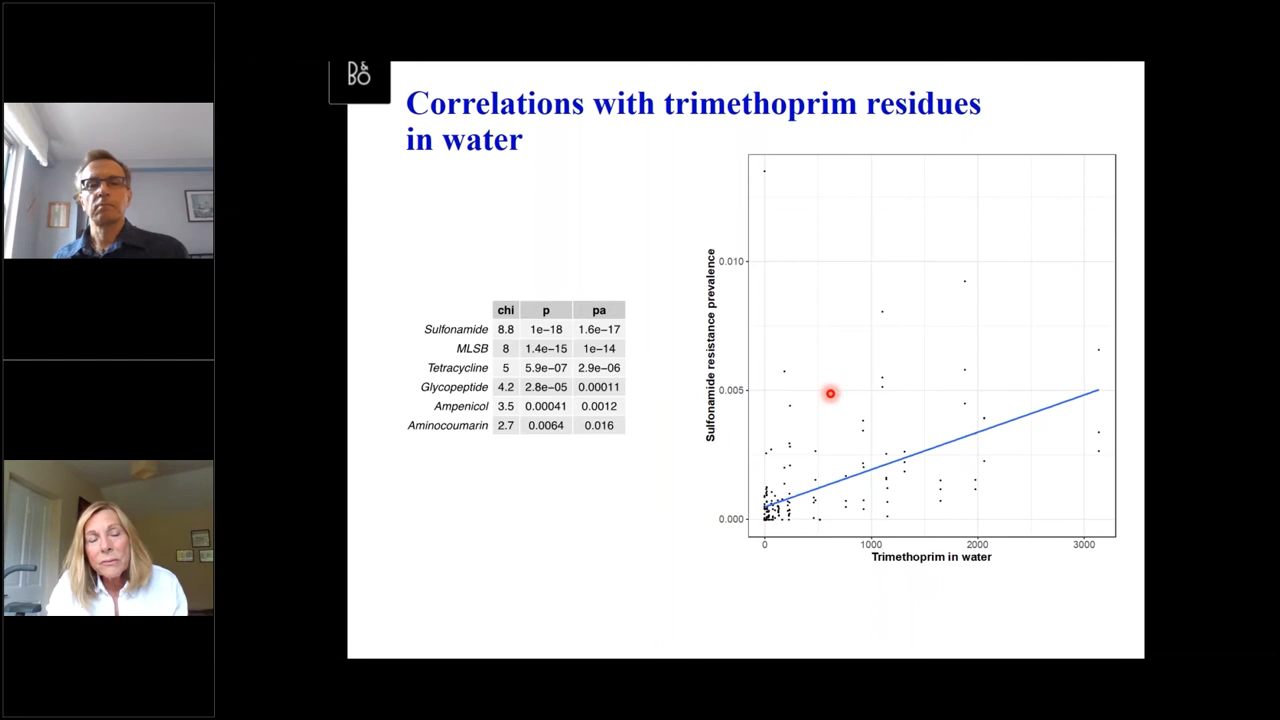 D&
BO
Correlations with trimethoprim residues
in water
chi p pa
Sulfonamide 8.8 1e−18 1.6e−17
MLSB 8 1.4e−15 1e−14
Tetracycline 5 5.9e−07 2.9e−06
Glycopeptide 4.2 2.8e−05 0.00011
Ampenicol 3.5 0.00041 0.0012
Aminocoumarin 2.7 0.0064 0.016
Sulfonamide resistance prevalence
0.010
0.005
0.000
0 1000 2000 3000
Trimethoprim in water